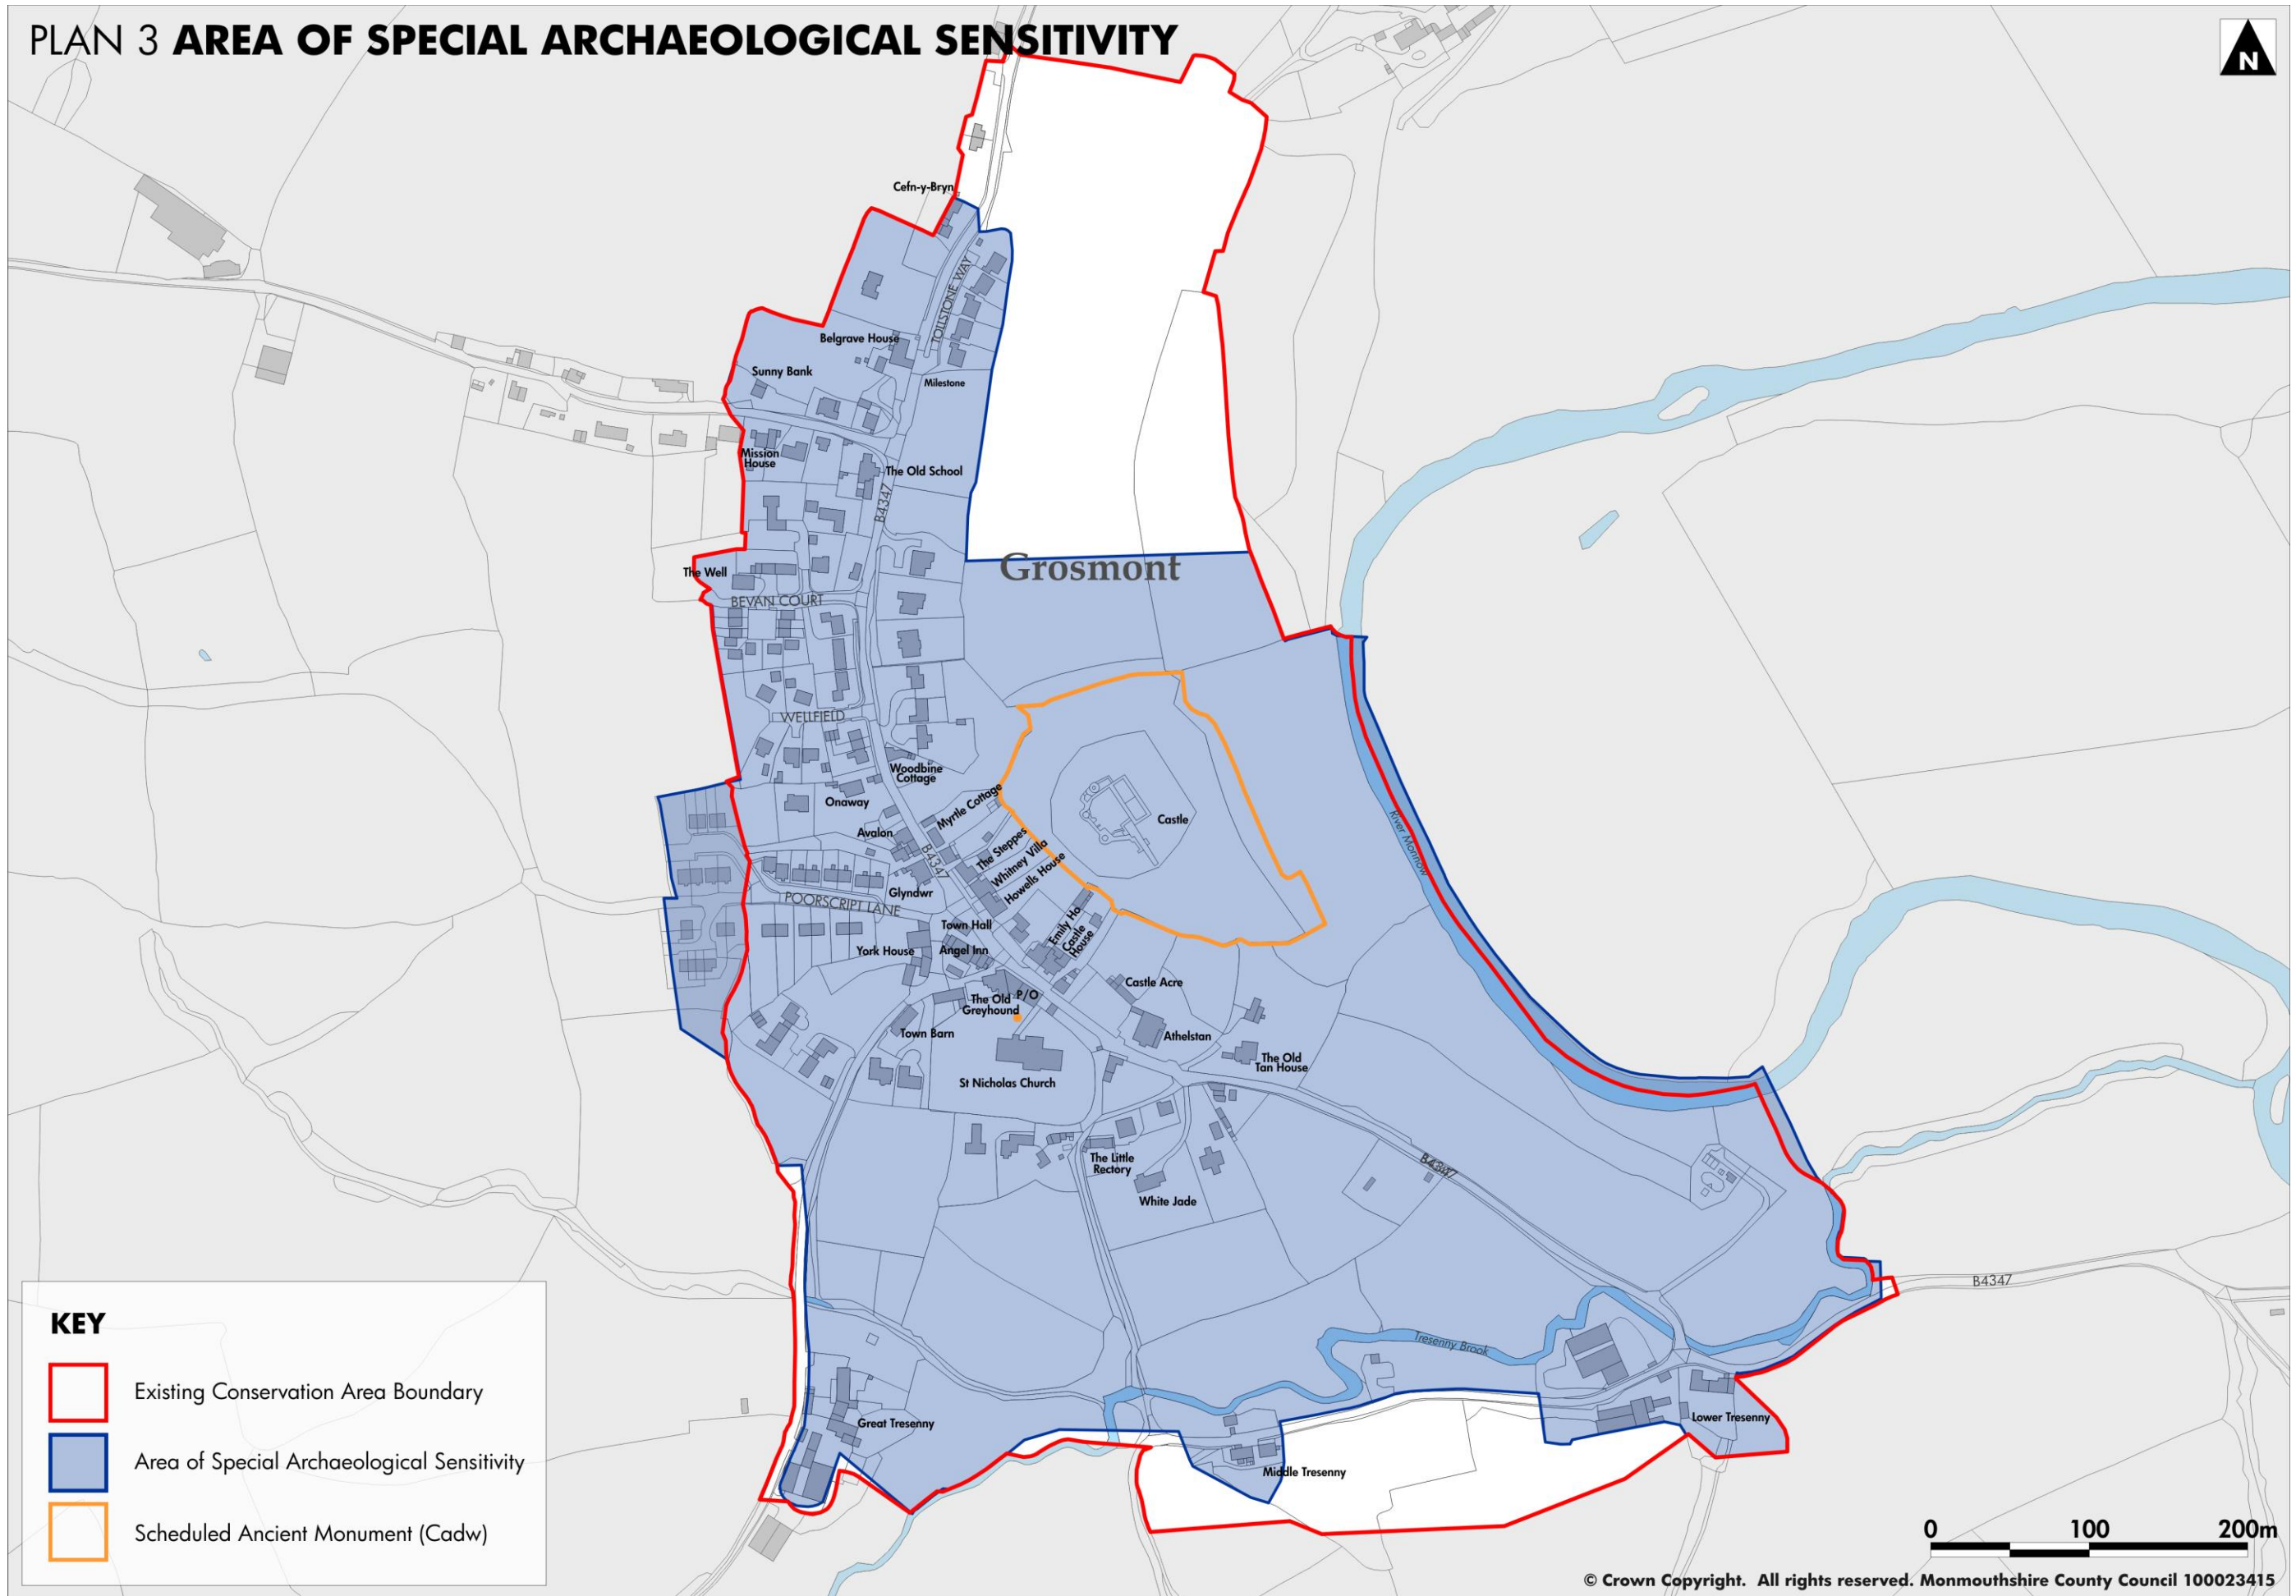 PLAN 3 AREA OF SPECIAL ARCHAEOLOGICAL SENSITIVITY
N
Cefn-y-Bryn
TOLLSTONE WAY
Belgrave House
Sunny Bank
Milestone
Mission
House
The Old School
B4347
Grosmont
The Well
BEVAN COURT
WELLFIELD
Woodbine
Cottage
Onaway
Myrtle Cottage
Castle
Avalon
B4347
The Steppes
Whitney Villa
Howells House
River Monnow
Glyndwr
POORSCRIPT LANE
Town Hall
Emily Ho
Castle
House
York House
Angel Inn
Castle Acre
The Old
Greyhound
P/O
Town Barn
Athelstan
The Old
Tan House
St Nicholas Church
The Little
Rectory
B4347
White Jade
B4347
Tresenny Brook
Great Tresenny
Lower Tresenny
Middle Tresenny
KEY
Existing Conservation Area Boundary
Area of Special Archaeological Sensitivity
Scheduled Ancient Monument (Cadw)
0 100 200m
© Crown Copyright. All rights reserved. Monmouthshire County Council 100023415